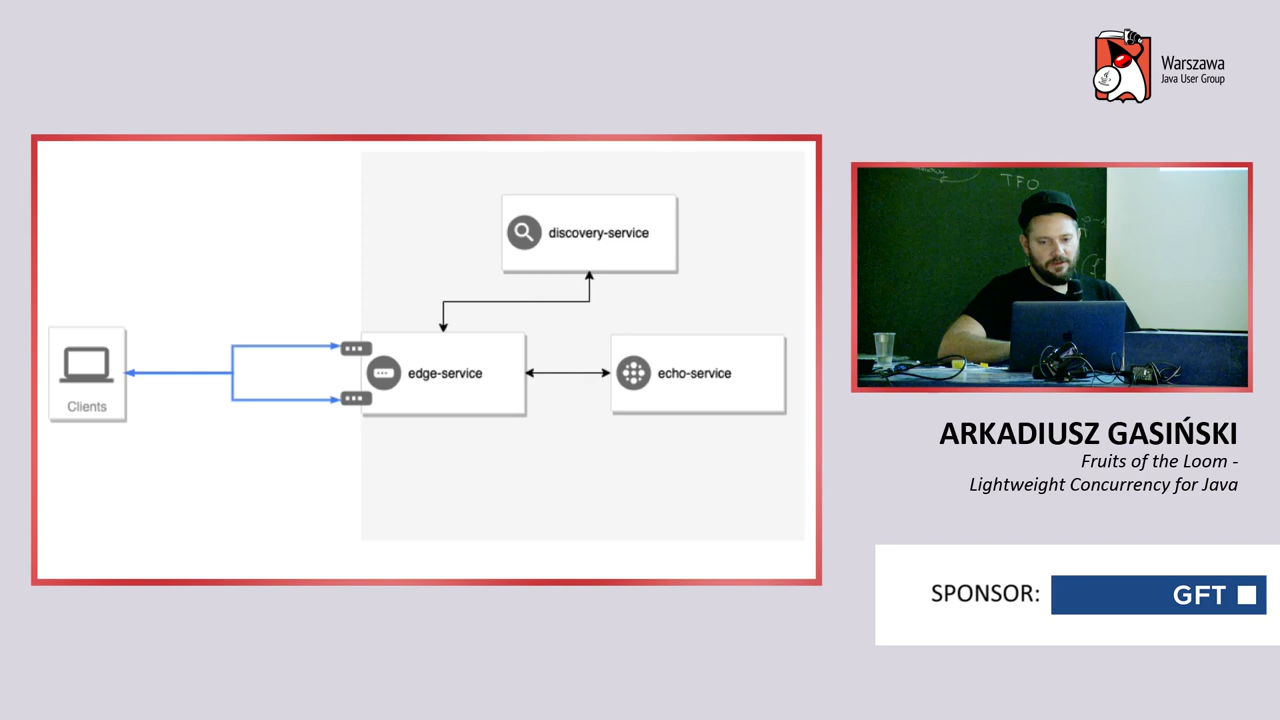 Warszawa
Java User Group
discovery-service
edge-service
echo-service
Clients
TFO
ARKADIUSZ GASIŃSKI
Fruits of the Loom -
Lightweight Concurrency for Java
SPONSOR: GFT